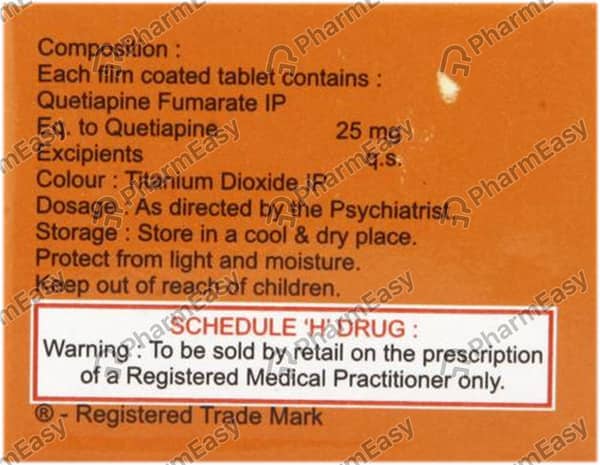 Composition :
Each film coated tablet contains :
Quetiapine Fumarate IP
Eq. to Quetiapine 25 mg
Excipients q.s.
Colour : Titanium Dioxide IP
Dosage : As directed by the Psychiatrist.
Storage : Store in a cool & dry place.
Protect from light and moisture.
Keep out of reach of children.
SCHEDULE 'H' DRUG :
Warning : To be sold by retail on the prescription
of a Registered Medical Practitioner only.
® - Registered Trade Mark
PharmEasy